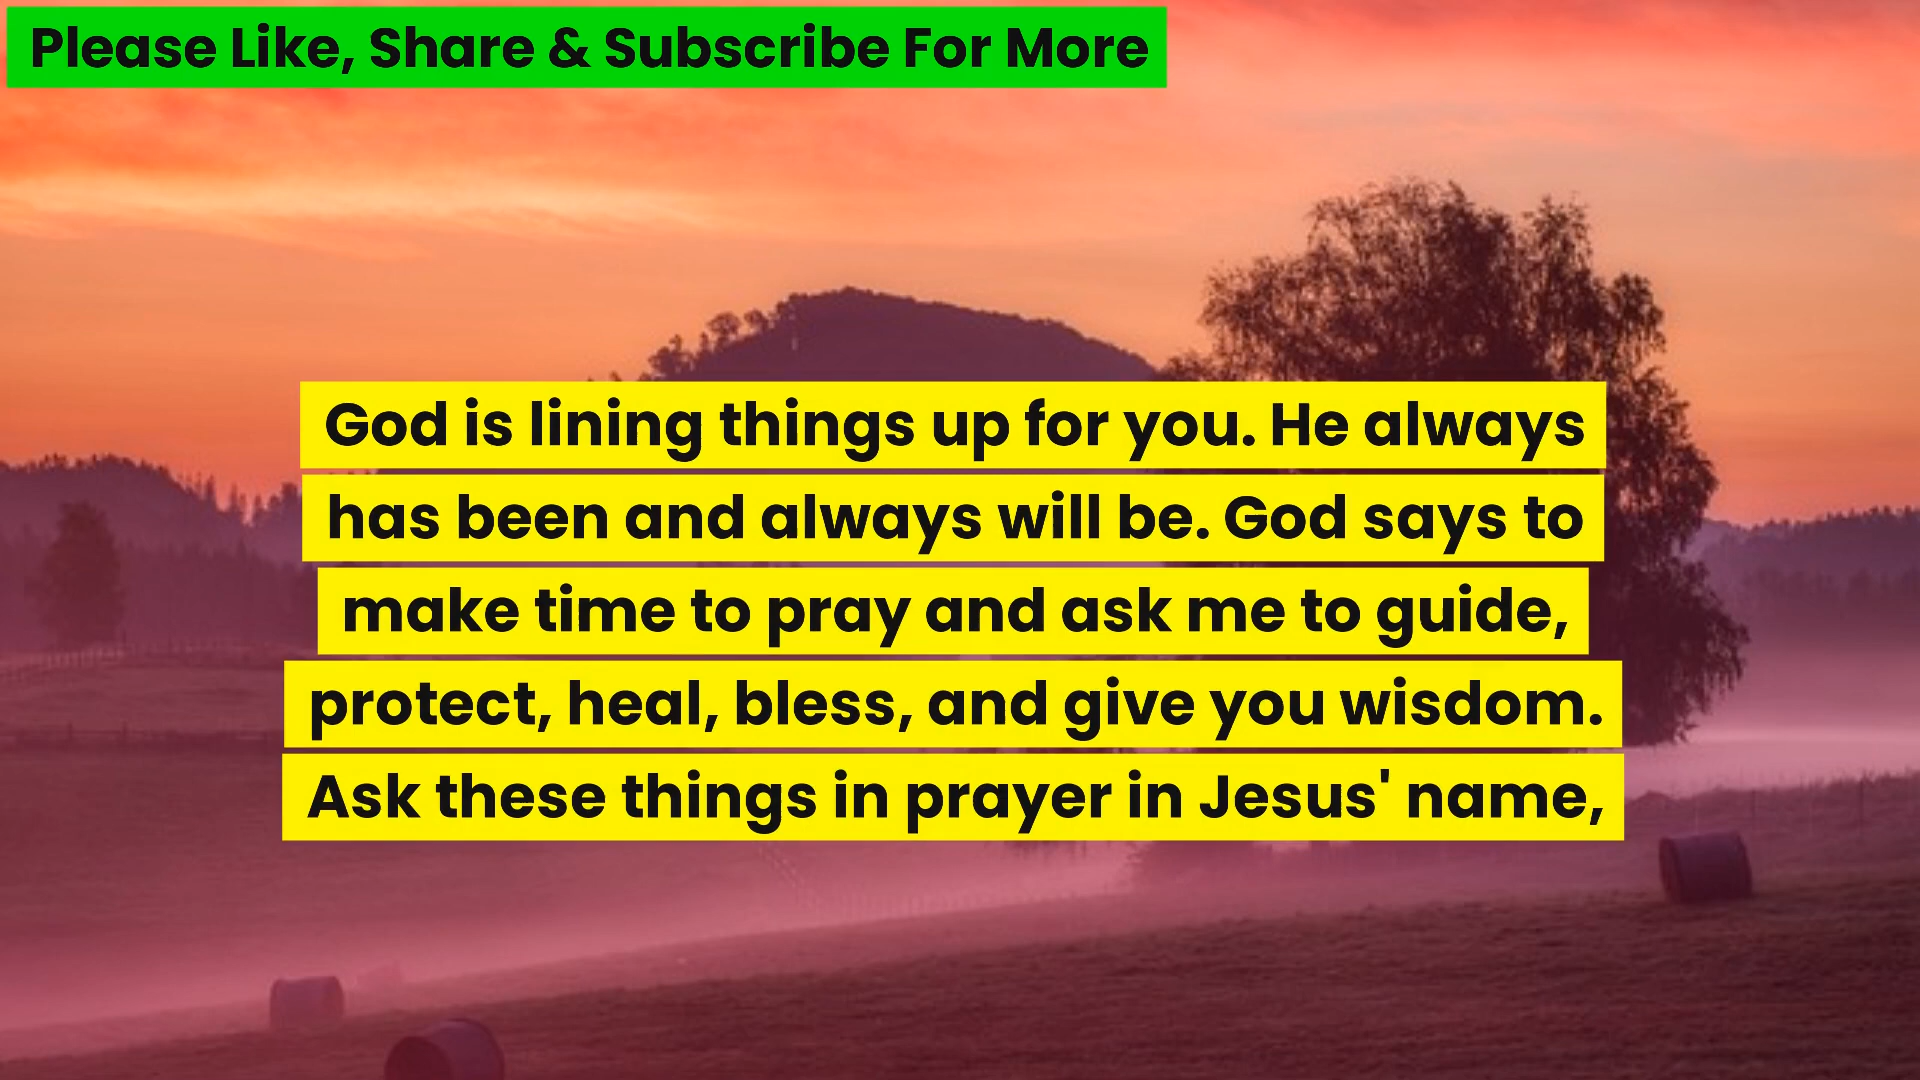 Please Like, Share & Subscribe For More
God is lining things up for you. He always
has been and always will be. God says to
make time to pray and ask me to guide,
protect, heal, bless, and give you wisdom.
Ask these things in prayer in Jesus' name,